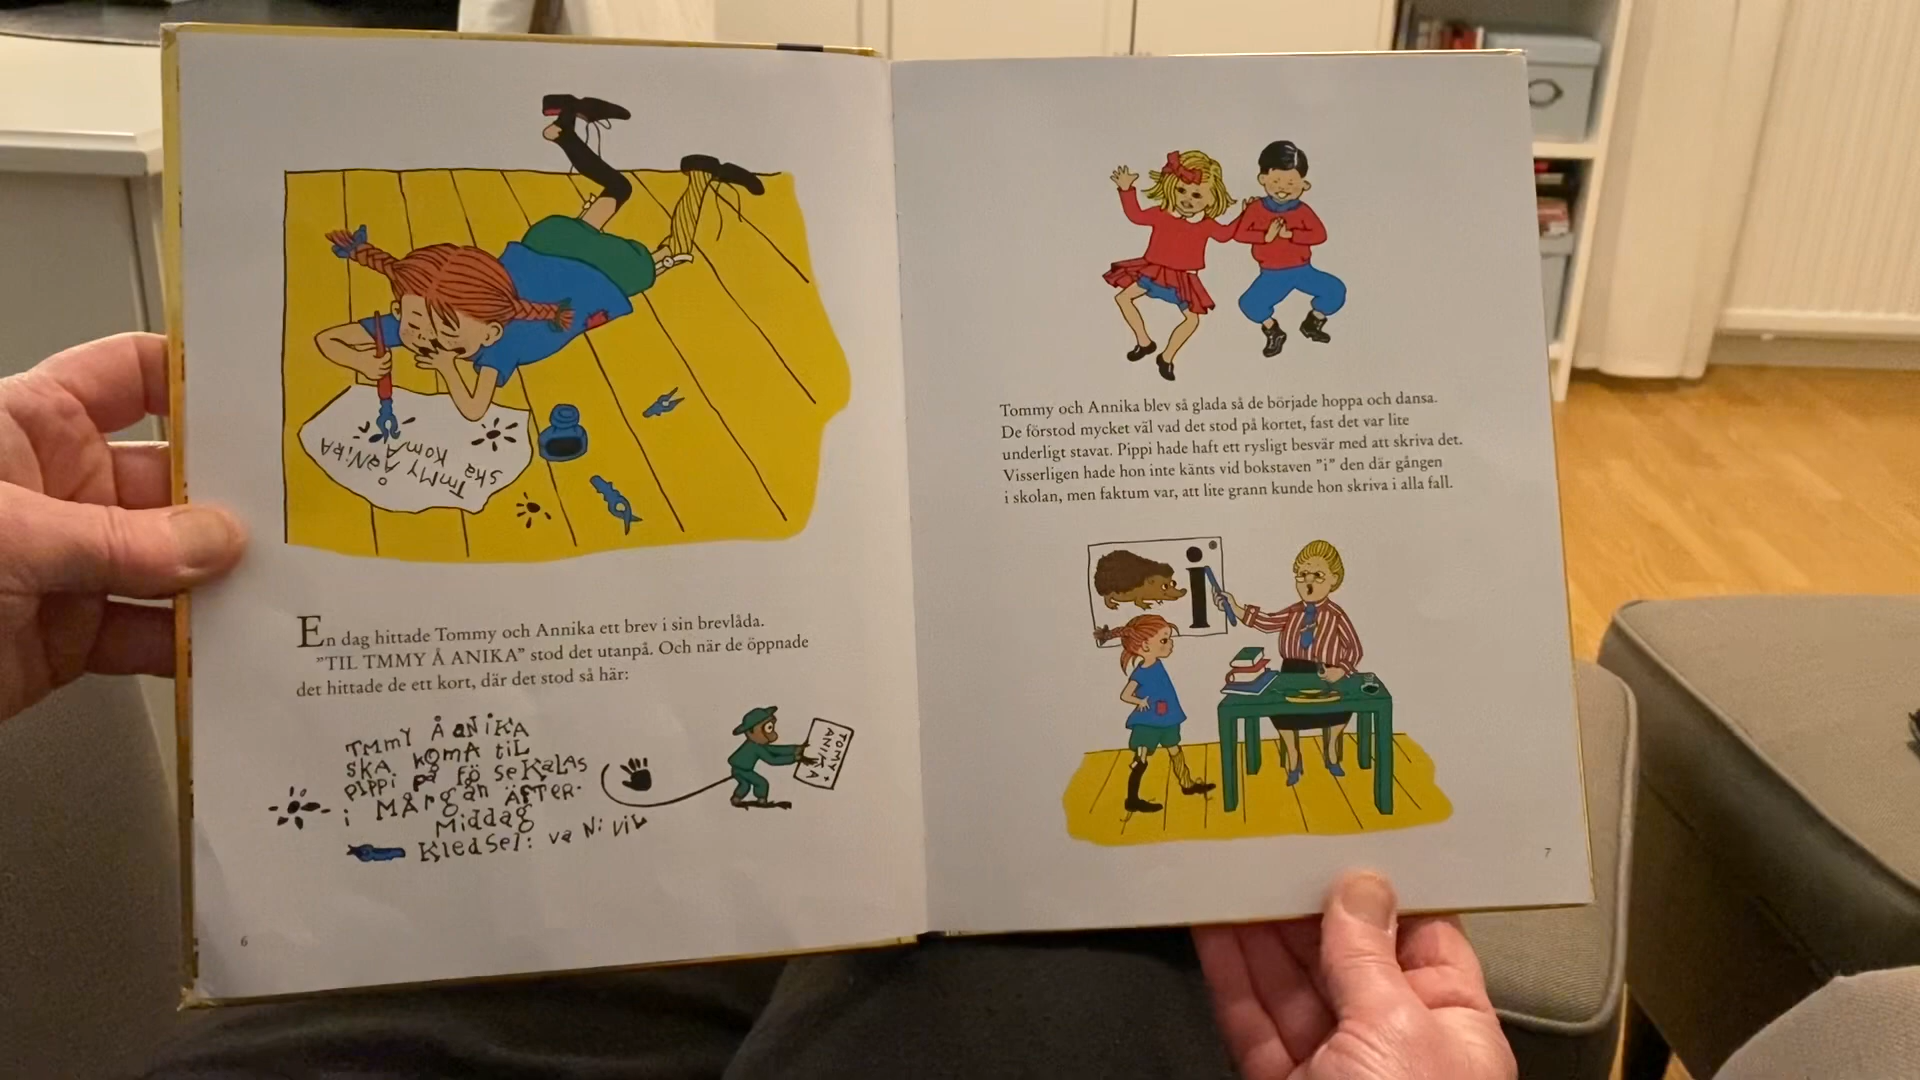 TmMY Å aNikA
ska komA
En dag hittade Tommy och Annika ett brev i sin brevlåda.
”TIL TMMY Å ANIKA” stod det utanpå. Och när de öppnade
det hittade de ett kort, där det stod så här:
TMmY Å aNiKA
SKA. KOmA tiL
PIPPi På FÖ SeKaLAS
i MÅrgan ÄFTER-
Middag
KledSel: va Ni ViL
TOMY +
ANIKA
6
Tommy och Annika blev så glada så de började hoppa och dansa.
De förstod mycket väl vad det stod på kortet, fast det var lite
underligt stavat. Pippi hade haft ett rysligt besvär med att skriva det.
Visserligen hade hon inte känts vid bokstaven ”i” den där gången
i skolan, men faktum var, att lite grann kunde hon skriva i alla fall.
i
7